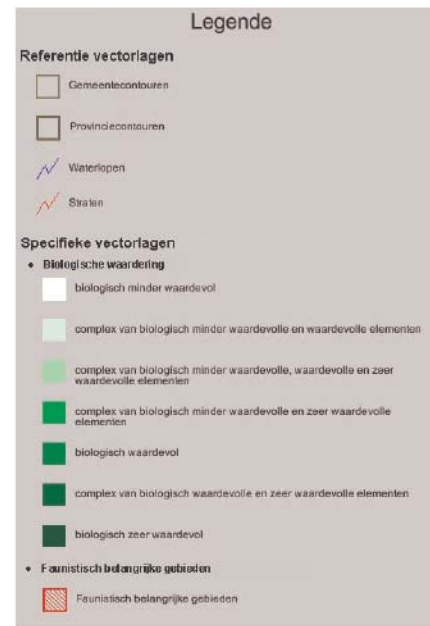 Legende
Referentie vectorlagen
Gemeentecontouren
Provinciecontouren
Waterlopen
Straten
Specifieke vectorlagen
• Biologische waardering
biologisch minder waardevol
complex van biologisch minder waardevolle en waardevolle elementen
complex van biologisch minder waardevolle, waardevolle en zeer
waardevolle elementen
complex van biologisch minder waardevolle en zeer waardevolle
elementen
biologisch waardevol
complex van biologisch waardevolle en zeer waardevolle elementen
biologisch zeer waardevol
• Faunistisch belangrijke gebieden
Faunistisch belangrijke gebieden